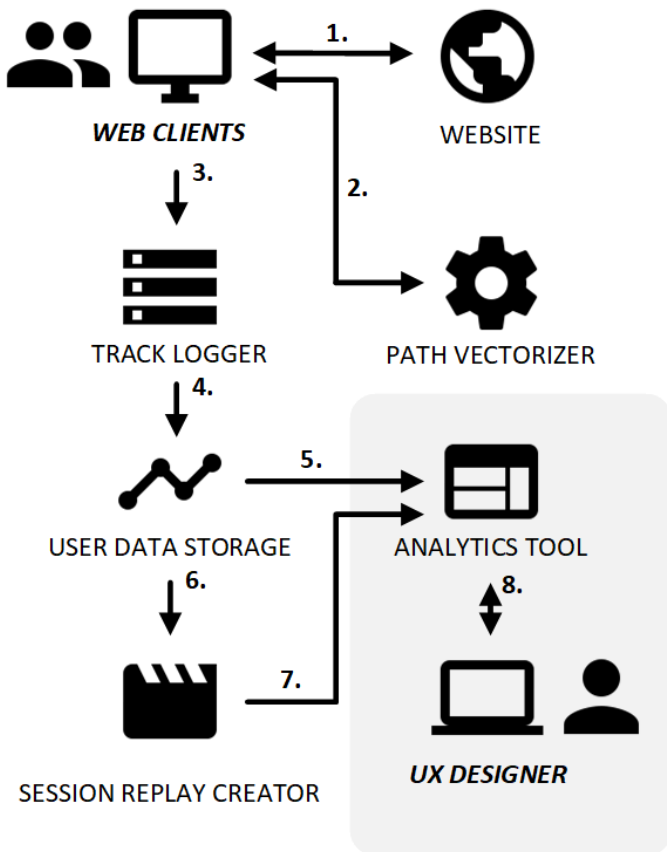 1.
WEB CLIENTS
WEBSITE
3.
2.
TRACK LOGGER
PATH VECTORIZER
4.
5.
USER DATA STORAGE
ANALYTICS TOOL
6.
8.
7.
UX DESIGNER
SESSION REPLAY CREATOR